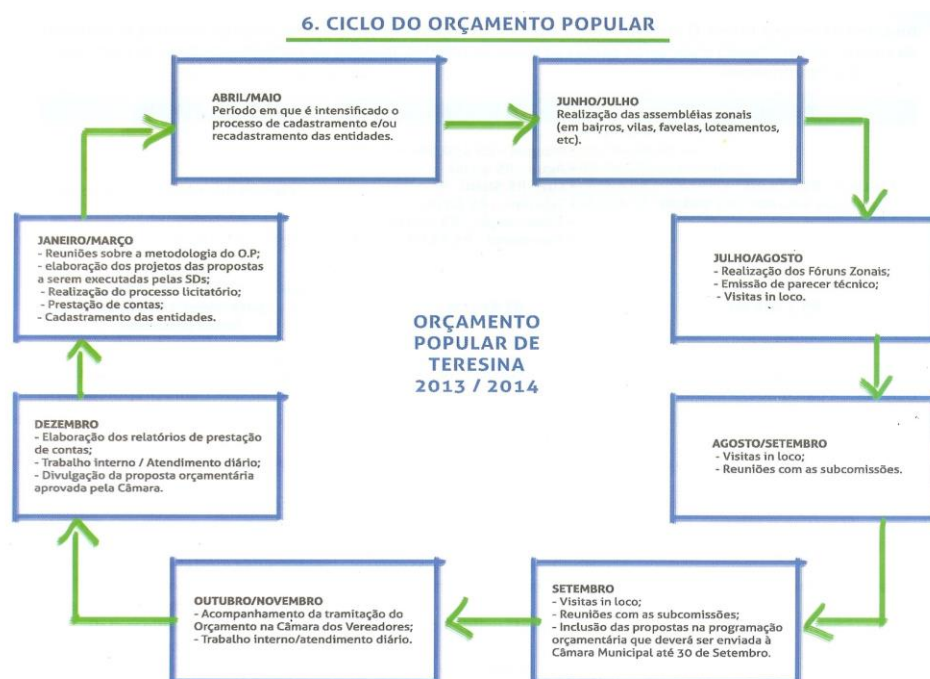 6. CICLO DO ORÇAMENTO POPULAR
ABRIL/MAIO
Período em que é intensificado o
processo de cadastramento e/ou
recadastramento das entidades.
JUNHO/JULHO
Realização das assembléias zonais
(em bairros, vilas, favelas, loteamentos,
etc).
JULHO/AGOSTO
- Realização dos Fóruns Zonais;
- Emissão de parecer técnico;
- Visitas in loco.
AGOSTO/SETEMBRO
- Visitas in loco;
- Reuniões com as subcomissões.
SETEMBRO
- Visitas in loco;
- Reuniões com as subcomissões;
- Inclusão das propostas na programação
orçamentária que deverá ser enviada à
Câmara Municipal até 30 de Setembro.
OUTUBRO/NOVEMBRO
- Acompanhamento da tramitação do
Orçamento na Câmara dos Vereadores;
- Trabalho interno/atendimento diário.
DEZEMBRO
- Elaboração dos relatórios de prestação
de contas;
- Trabalho interno / Atendimento diário;
- Divulgação da proposta orçamentária
aprovada pela Câmara.
JANEIRO/MARÇO
- Reuniões sobre a metodologia do O.P;
- elaboração dos projetos das propostas
a serem executadas pelas SDs;
- Realização do processo licitatório;
- Prestação de contas;
- Cadastramento das entidades.
ORÇAMENTO
POPULAR DE
TERESINA
2013 / 2014